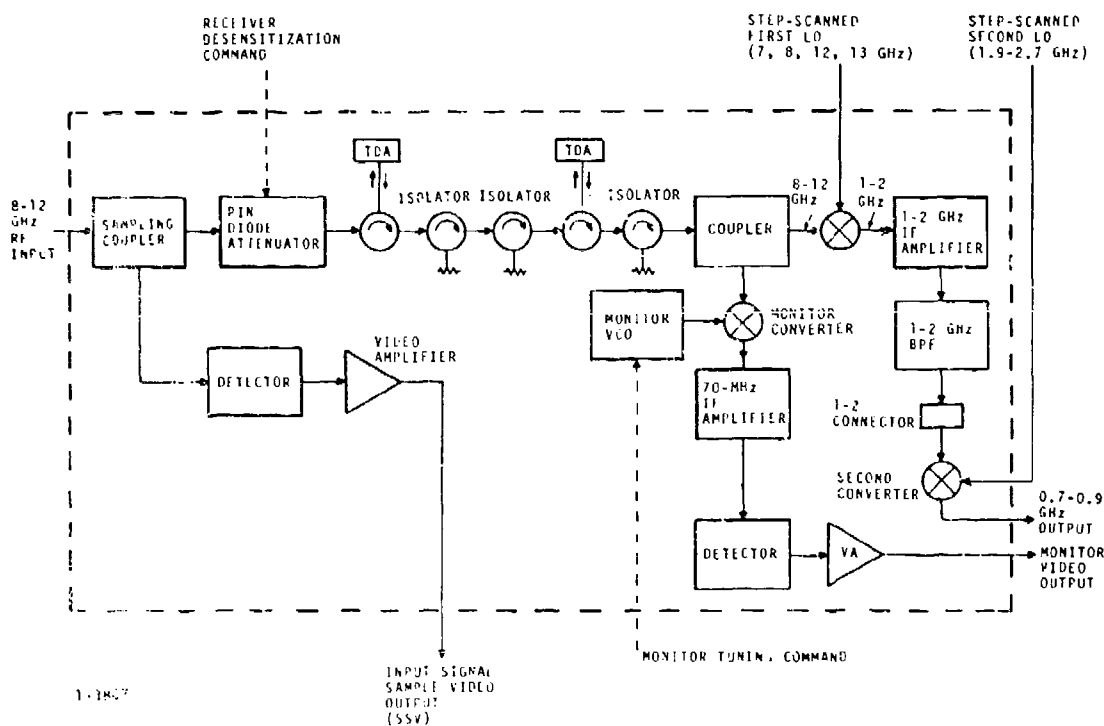 RECEIVER
DESENSITIZATION
COMMAND
STEP-SCANNED
FIRST LO
(7, 8, 12, 13 GHz)
STEP-SCANNED
SECOND LO
(1.9-2.7 GHz)
8-12
GHz
RF
INPUT
SAMPLING
COUPLER
PIN
DIODE
ATTENUATOR
TDA
ISOLATOR
ISOLATOR
TDA
ISOLATOR
COUPLER
8-12
GHz
1-2
GHz
1-2 GHz
IF
AMPLIFIER
MONITOR
VCO
MONITOR
CONVERTER
1-2 GHz
BPF
DETECTOR
VIDEO
AMPLIFIER
70-MHz
IF
AMPLIFIER
1-2
CONNECTOR
SECOND
CONVERTER
0.7-0.9
GHz
OUTPUT
DETECTOR
VA
MONITOR
VIDEO
OUTPUT
INPUT SIGNAL
SAMPLE VIDEO
OUTPUT
(SSV)
MONITOR TUNIN, COMMAND